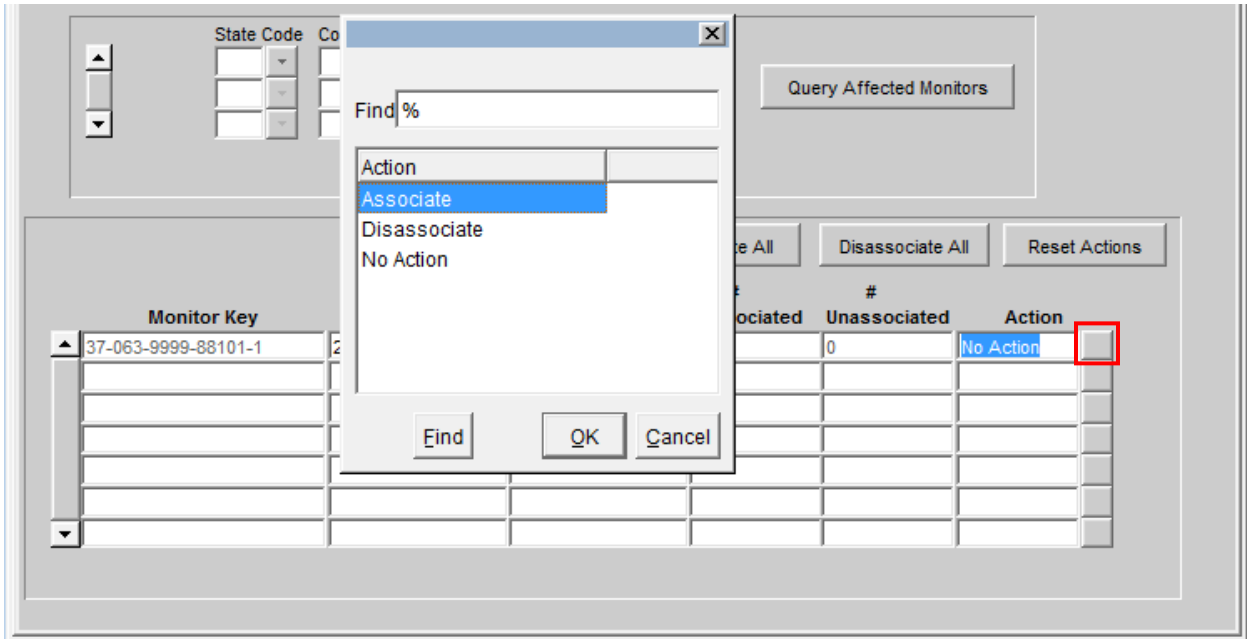 State Code Co
Find %
Query Affected Monitors
Action
Associate
Disassociate
No Action
Find OK Cancel
All Disassociate All Reset Actions
# #
Monitor Key Unassociated Action
37-063-9999-88101-1 2 0 No Action